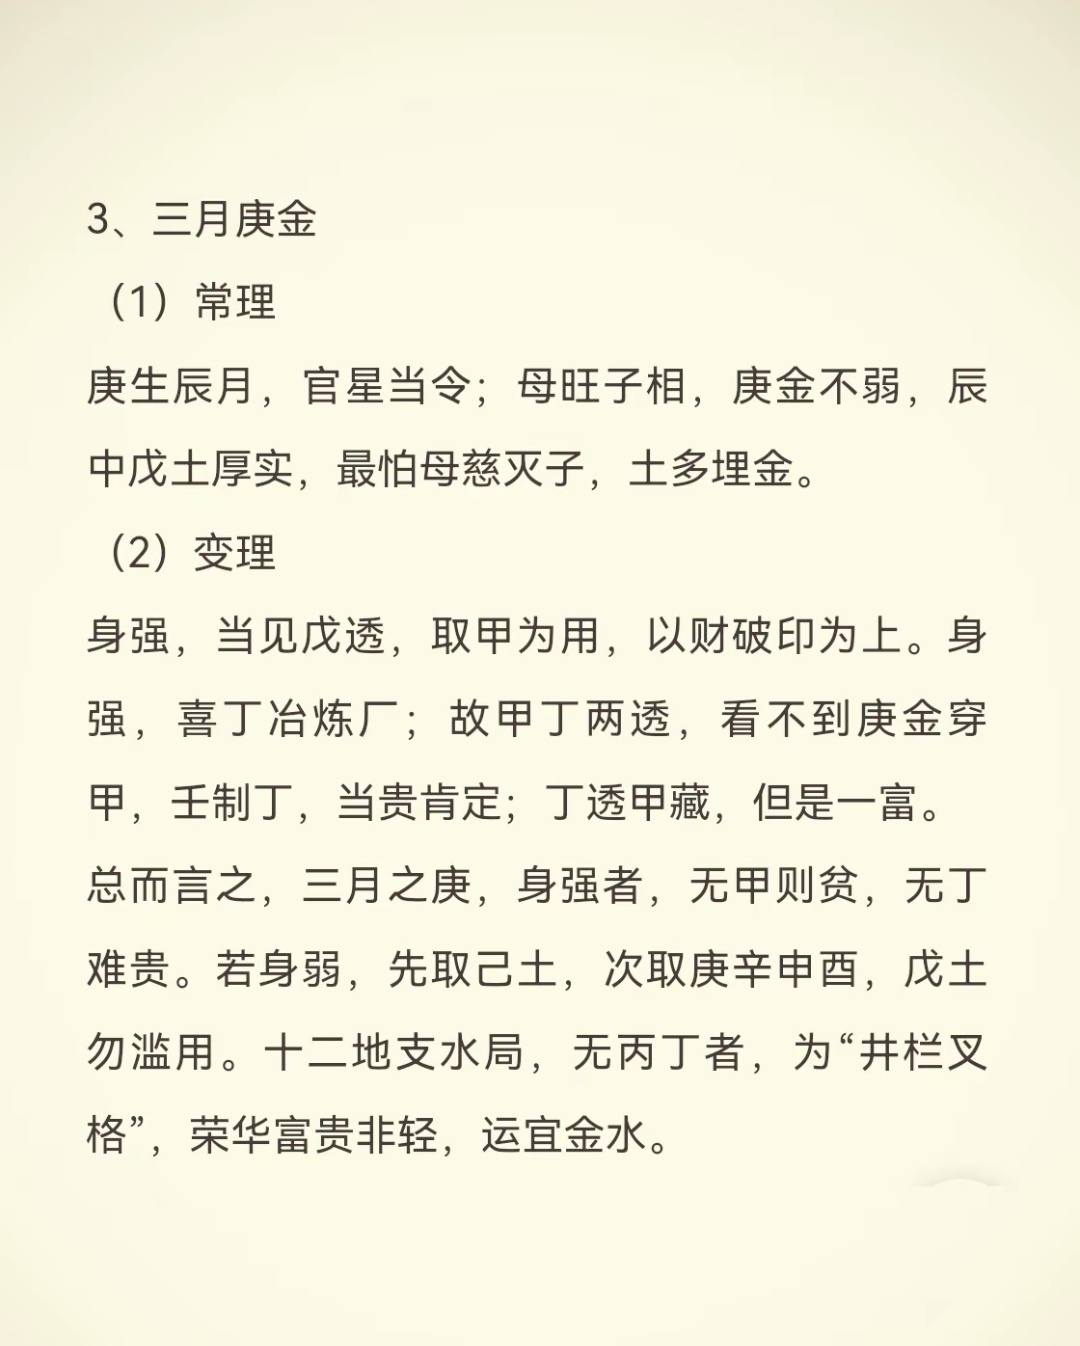 3、三月庚金
（1）常理
庚生辰月，官星当令；母旺子相，庚金不弱，辰
中戊土厚实，最怕母慈灭子，土多埋金。
（2）变理
身强，当见戊透，取甲为用，以财破印为上。身
强，喜丁冶炼厂；故甲丁两透，看不到庚金穿
甲，壬制丁，当贵肯定；丁透甲藏，但是一富。
总而言之，三月之庚，身强者，无甲则贫，无丁
难贵。若身弱，先取己土，次取庚辛申酉，戊土
勿滥用。十二地支水局，无丙丁者，为“井栏叉
格”，荣华富贵非轻，运宜金水。